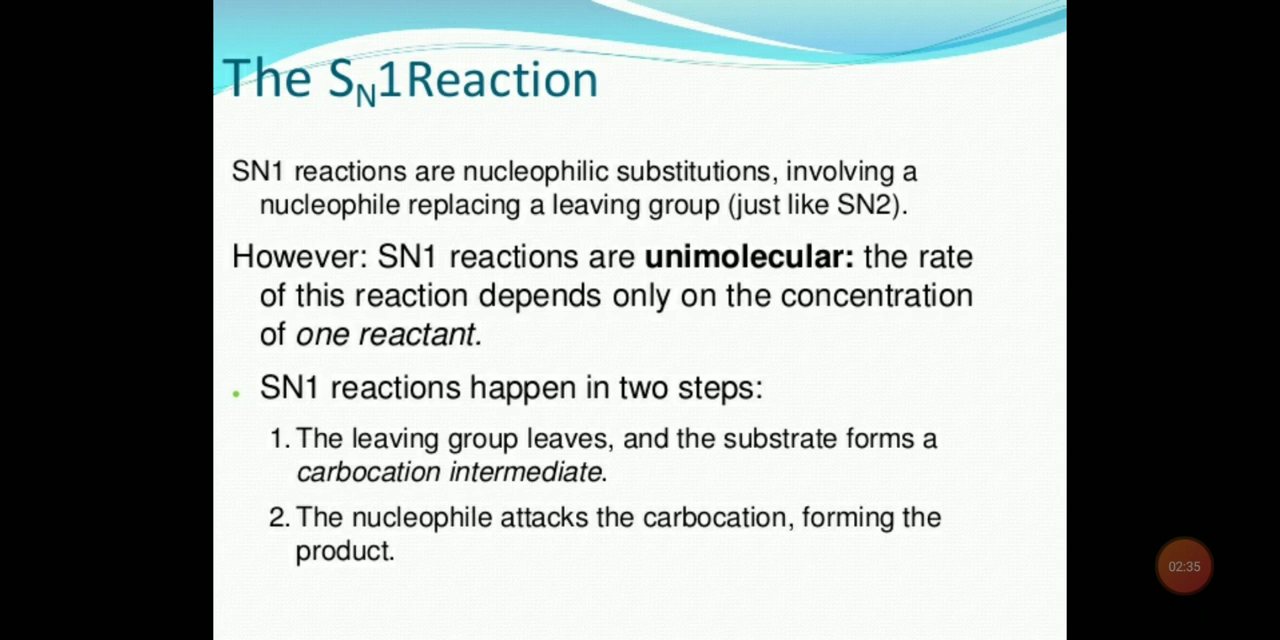 The SN1Reaction
SN1 reactions are nucleophilic substitutions, involving a
nucleophile replacing a leaving group (just like SN2).
However: SN1 reactions are unimolecular: the rate
of this reaction depends only on the concentration
of one reactant.
• SN1 reactions happen in two steps:
1. The leaving group leaves, and the substrate forms a
carbocation intermediate.
2. The nucleophile attacks the carbocation, forming the
product.
02:35